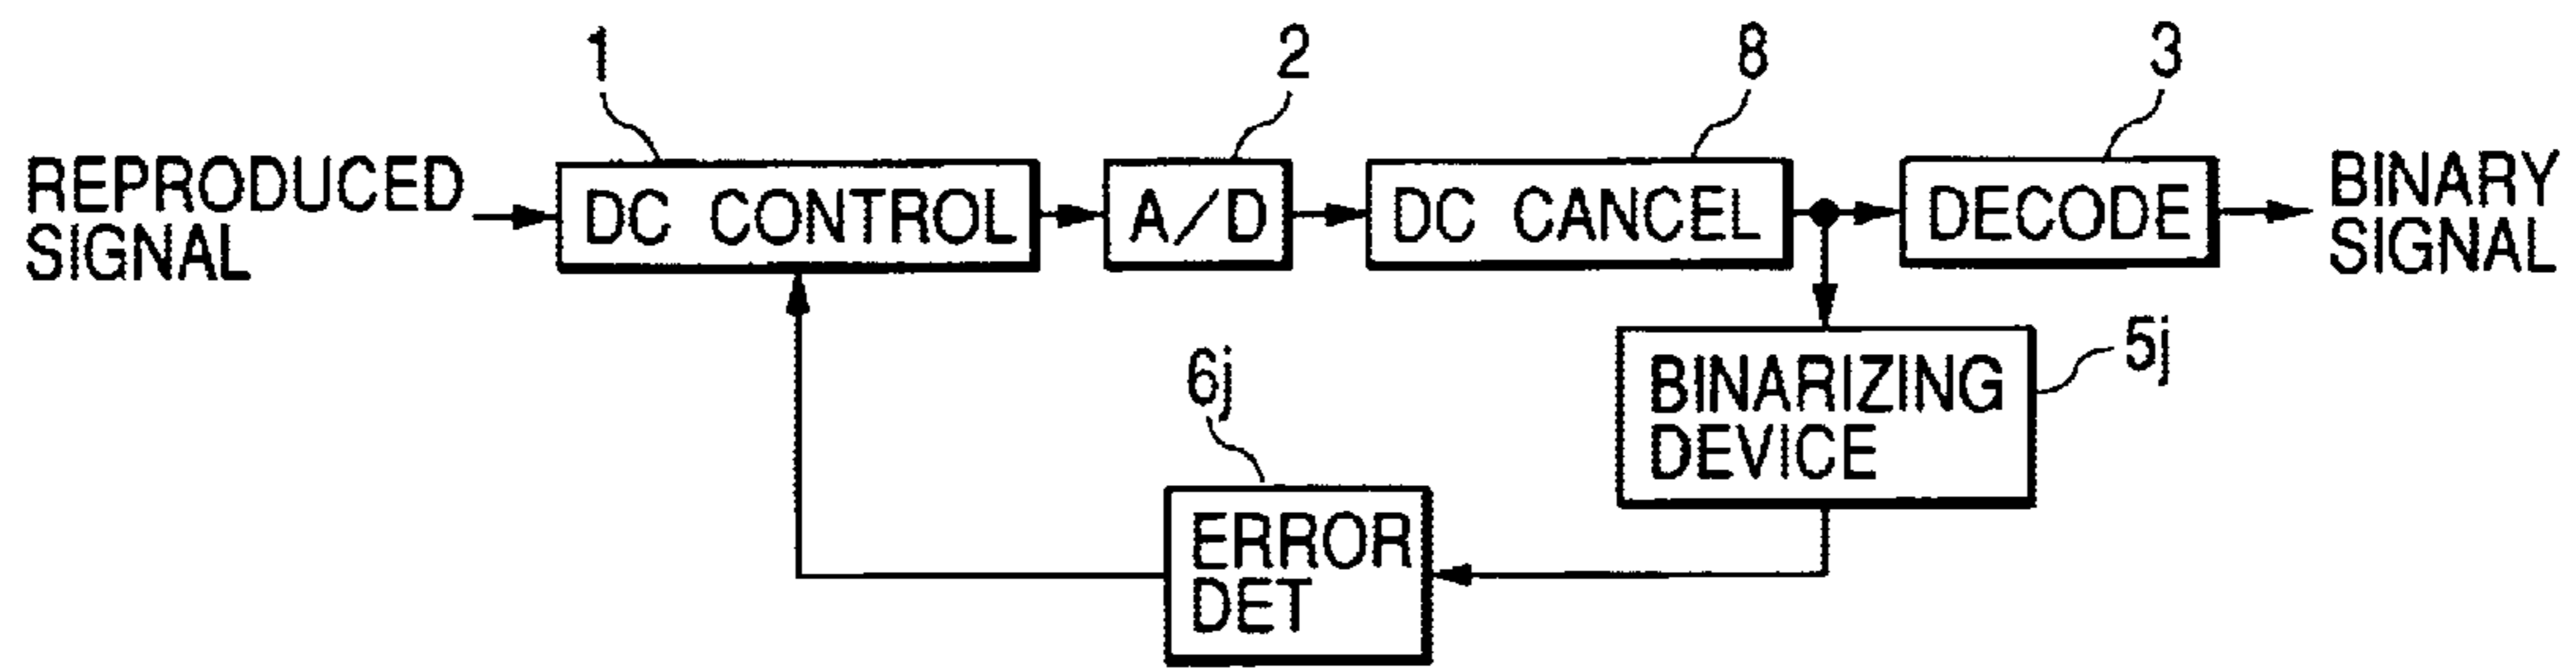 1
2
8
3
REPRODUCED
SIGNAL
DC CONTROL
A/D
DC CANCEL
DECODE
BINARY
SIGNAL
6j
5j
BINARIZING
DEVICE
ERROR
DET